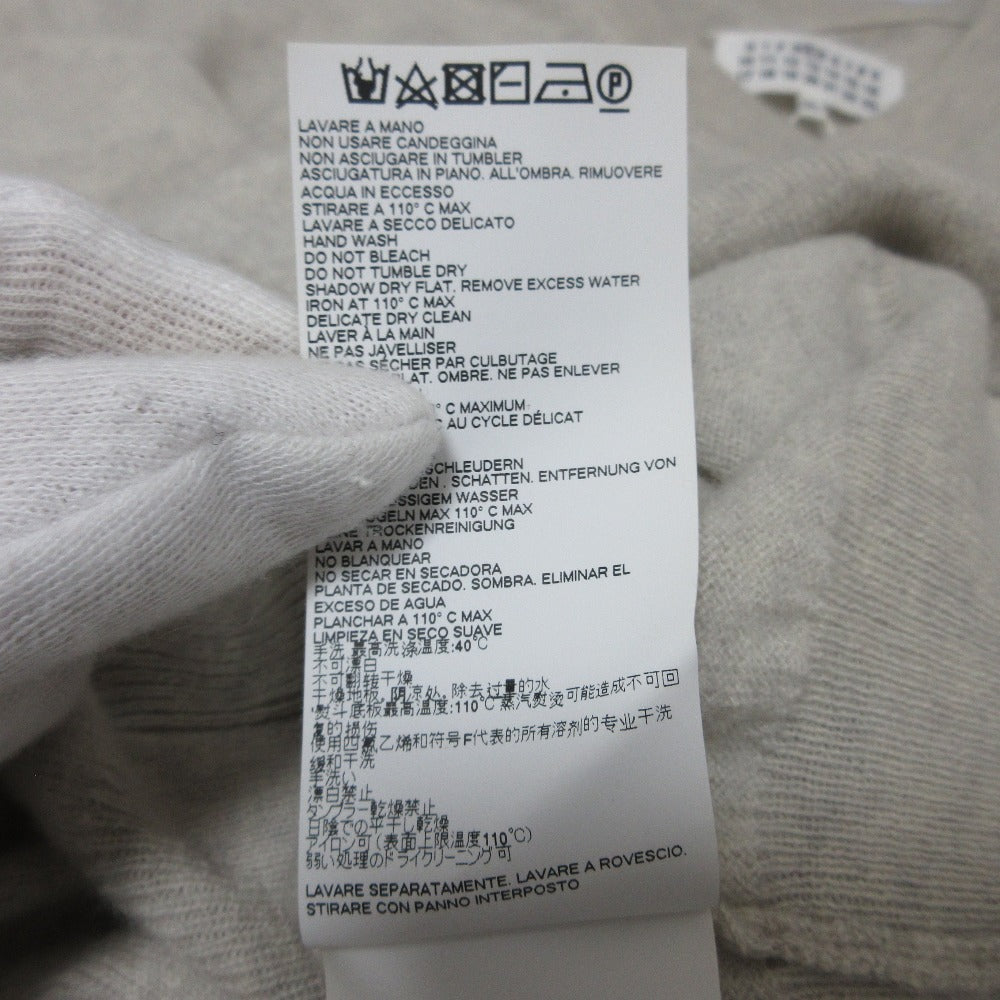 P
LAVARE A MANO
NON USARE CANDEGGINA
NON ASCIUGARE IN TUMBLER
ASCIUGATURA IN PIANO. ALL'OMBRA. RIMUOVERE
ACQUA IN ECCESSO
STIRARE A 110° C MAX
LAVARE A SECCO DELICATO
HAND WASH
DO NOT BLEACH
DO NOT TUMBLE DRY
SHADOW DRY FLAT. REMOVE EXCESS WATER
IRON AT 110° C MAX
DELICATE DRY CLEAN
LAVER À LA MAIN
NE PAS JAVELLISER
SÉCHER PAR CULBUTAGE
OMBRE. NE PAS ENLEVER
° C MAXIMUM
AU CYCLE DÉLICAT
SCHATTEN. ENTFERNUNG VON
WASSER
MAX 110° C MAX
LAVAR A MANO
NO BLANQUEAR
NO SECAR EN SECADORA
PLANTA DE SECADO. SOMBRA. ELIMINAR EL
EXCESO DE AGUA
PLANCHAR A 110° C MAX
LIMPIEZA EN SECO SUAVE
手洗 最高洗涤温度:40℃
不可漂白
不可翻转干燥
干燥地板。阴凉处。除去过量的水
熨斗底板最高温度:110℃蒸汽熨烫可能造成不可回
复的损伤
使用四氯乙烯和符号F代表的所有溶剂的专业干洗
缓和干洗
手洗い
漂白禁止
タンブラー乾燥禁止
日陰での平干し乾燥
アイロン可(表面上限温度110℃)
弱い処理のドライクリーニング可
LAVARE SEPARATAMENTE. LAVARE A ROVESCIO.
STIRARE CON PANNO INTERPOSTO